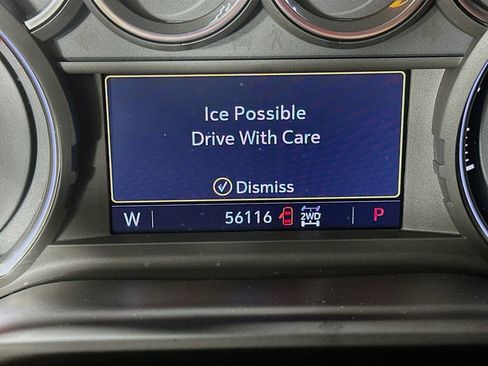 Ice Possible
Drive With Care
Dismiss
W 56116 2WD P